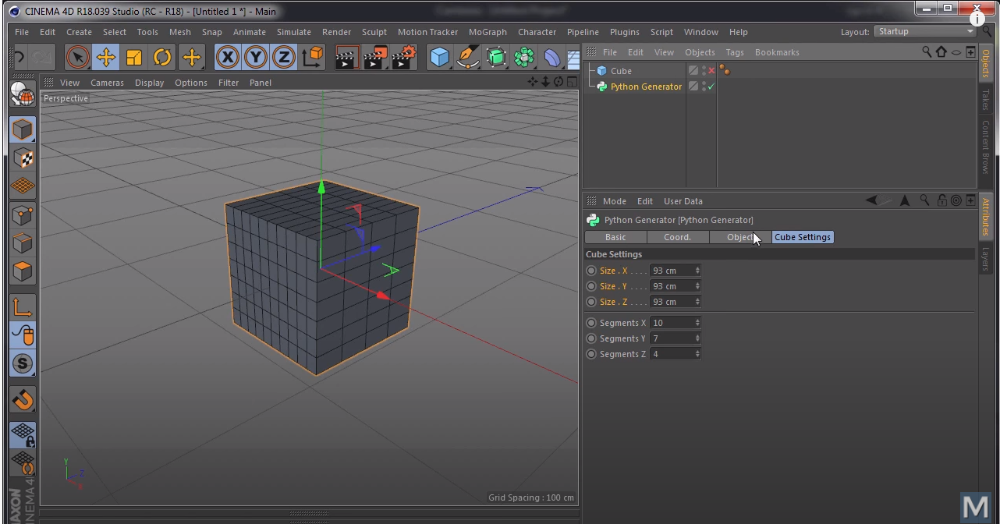 CINEMA 4D R18.039 Studio (RC - R18) - [Untitled 1 *] - Main
File Edit Create Select Tools Mesh Snap Animate Simulate Render Sculpt Motion Tracker MoGraph Character Pipeline Plugins Script Window Help Layout: Startup
X Y Z
File Edit View Objects Tags Bookmarks
Objects
Takes
Content Brow
View Cameras Display Options Filter Panel
Perspective
Cube
Python Generator
Mode Edit User Data
Attributes
Layers
Python Generator [Python Generator]
Basic Coord. Object Cube Settings
Cube Settings
Size . X . . . . 93 cm
Size . Y . . . . 93 cm
Size . Z . . . . 93 cm
Segments X 10
Segments Y 7
Segments Z 4
S
Y
Z
X
Grid Spacing : 100 cm
MAXON
CINEMA 4D
M